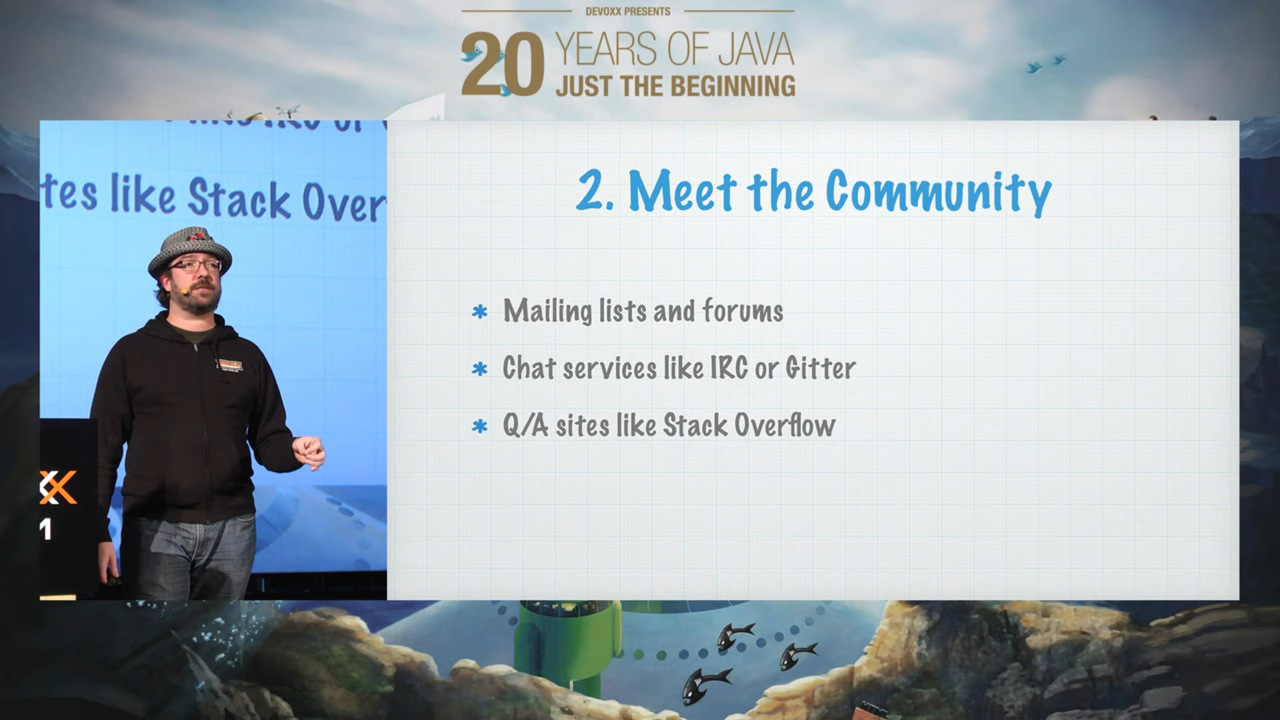 DEVOXX PRESENTS
20 YEARS OF JAVA
JUST THE BEGINNING
tes like Stack Over
2. Meet the Community
* Mailing lists and forums
* Chat services like IRC or Gitter
* Q/A sites like Stack Overflow
XX
M